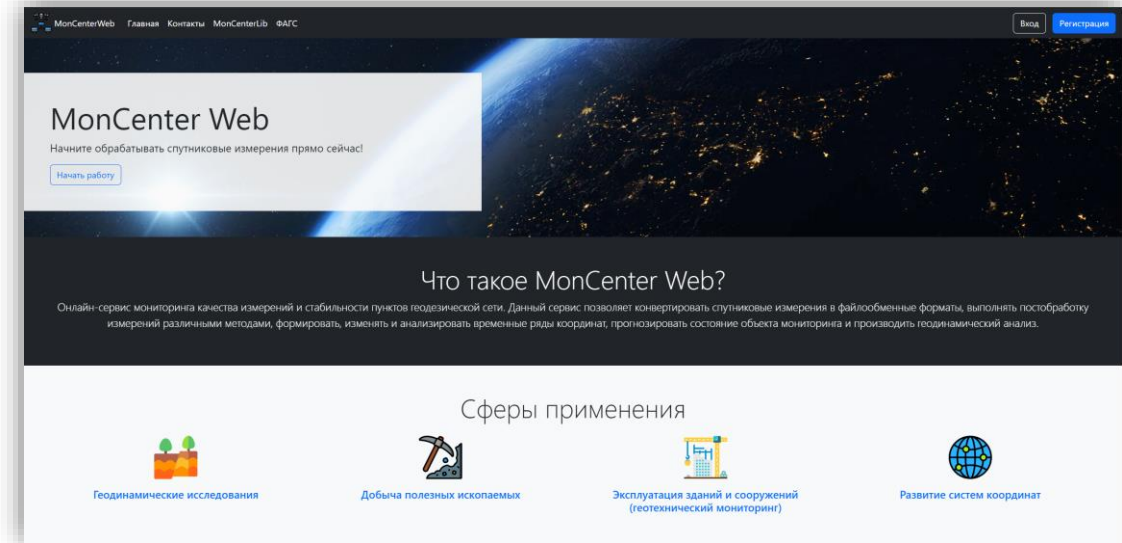 MonCenterWeb Главная Контакты MonCenterLib ФАГС Вход Регистрация
MonCenter Web
Начните обрабатывать спутниковые измерения прямо сейчас!
Начать работу
Что такое MonCenter Web?
Онлайн-сервис мониторинга качества измерений и стабильности пунктов геодезической сети. Данный сервис позволяет конвертировать спутниковые измерения в файлообменные форматы, выполнять постобработку
измерений различными методами, формировать, изменять и анализировать временные ряды координат, прогнозировать состояние объекта мониторинга и производить геодинамический анализ.
Сферы применения
Геодинамические исследования
Добыча полезных ископаемых
Эксплуатация зданий и сооружений
(геотехнический мониторинг)
Развитие систем координат